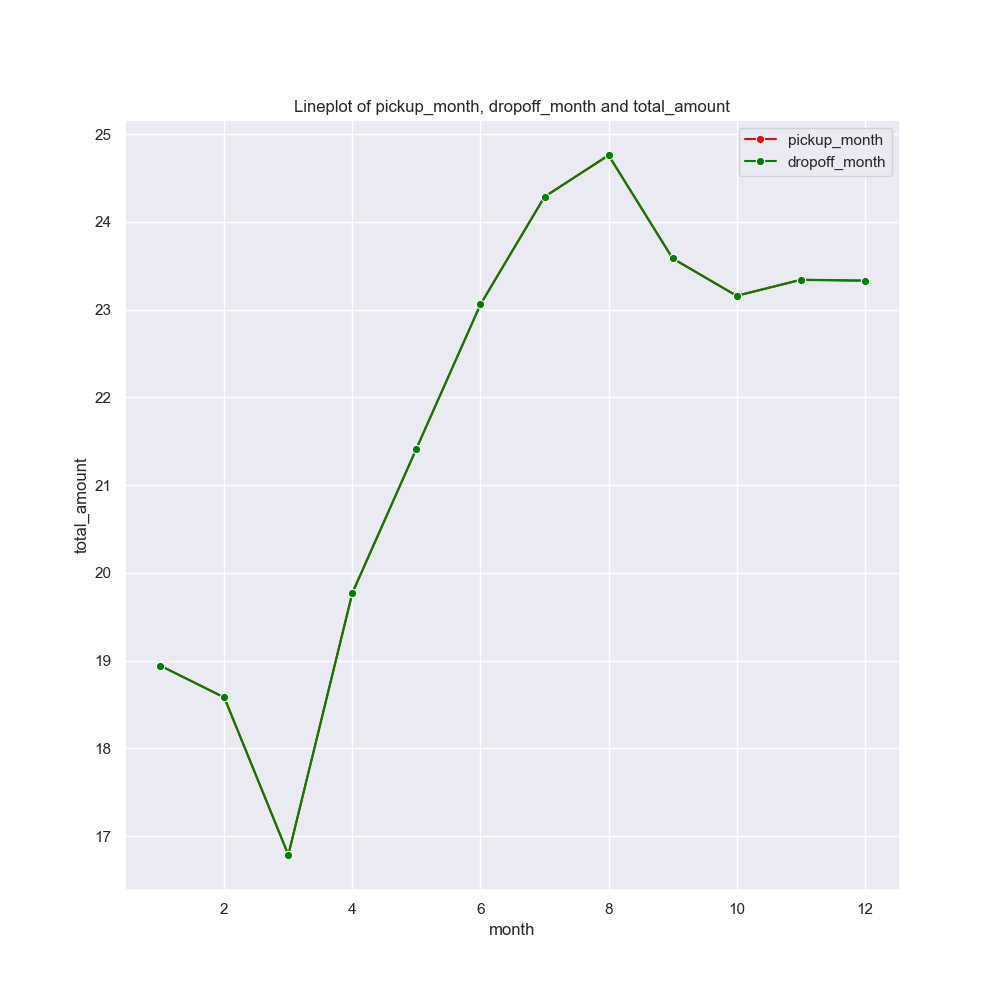 Lineplot of pickup_month, dropoff_month and total_amount
pickup_month
dropoff_month
total_amount
25
24
23
22
21
20
19
18
17
2 4 6 8 10 12
month